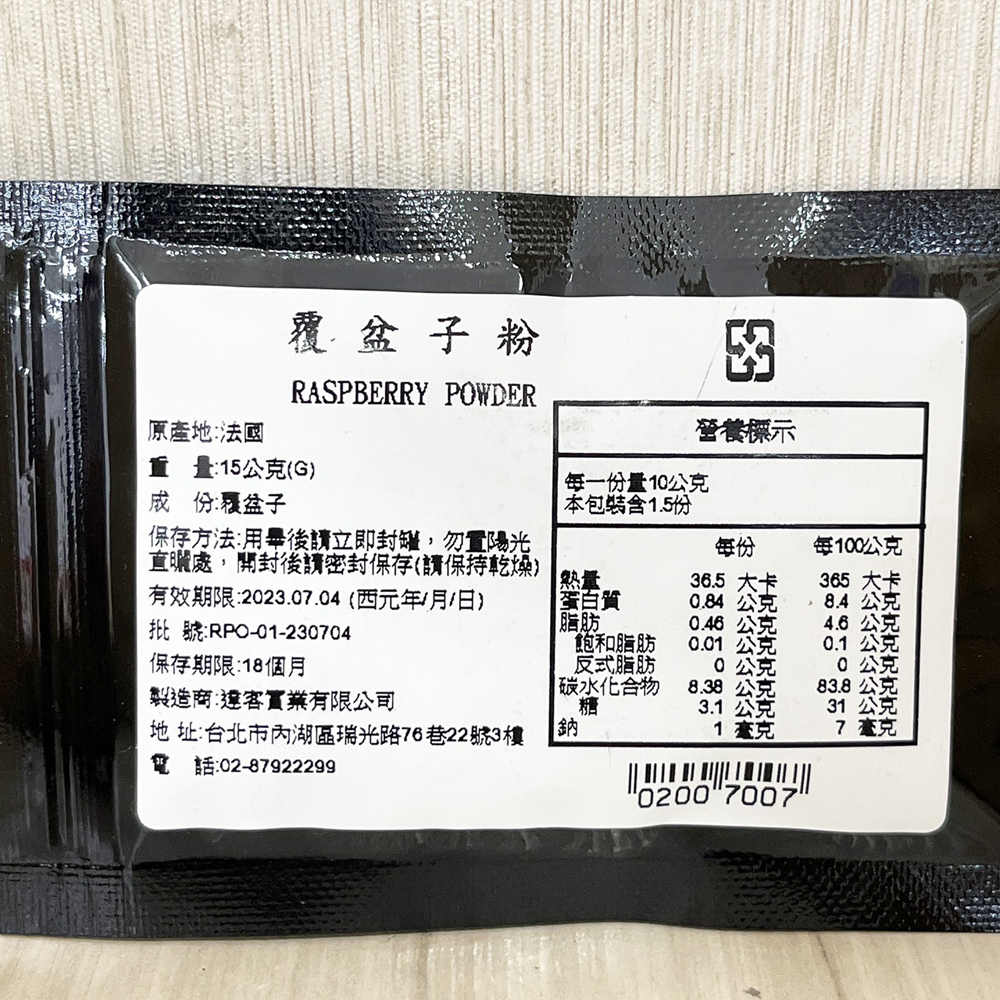 覆盆子粉
RASPBERRY POWDER
原產地:法國
重 量:15公克(G)
成 份:覆盆子
保存方法:用畢後請立即封罐,勿置陽光
直曬處,開封後請密封保存(請保持乾燥)
有效期限:2023.07.04 (西元年/月/日)
批 號:RPO-01-230704
保存期限:18個月
製造商:達客實業有限公司
地 址:台北市內湖區瑞光路76巷22號3樓
電 話:02-87922299
營養標示
每一份量10公克
本包裝含1.5份
每份 每100公克
熱量 36.5 大卡 365 大卡
蛋白質 0.84 公克 8.4 公克
脂肪 0.46 公克 4.6 公克
飽和脂肪 0.01 公克 0.1 公克
反式脂肪 0 公克 0 公克
碳水化合物 8.38 公克 83.8 公克
糖 3.1 公克 31 公克
鈉 1 毫克 7 毫克
0200 7007